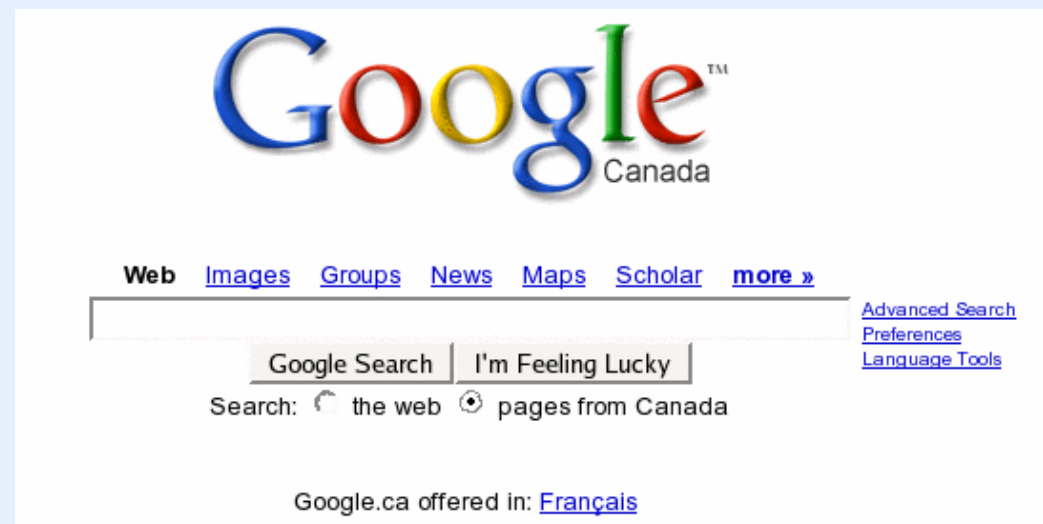 Google™
Canada
Web Images Groups News Maps Scholar more »
Advanced Search
Preferences
Language Tools
Google Search I'm Feeling Lucky
Search: the web pages from Canada
Google.ca offered in: Français